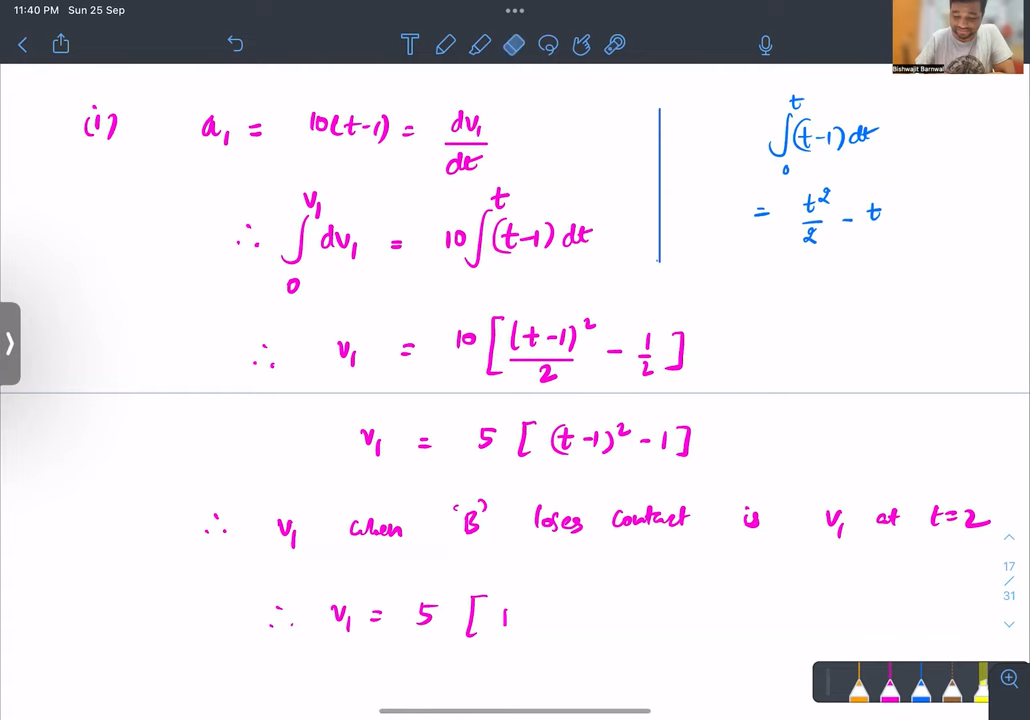 11:40 PM Sun 25 Sep
Bishwajit Barnwal
(i) a₁ = 10(t-1) = dv₁/dt
∴ ∫₀^v₁ dv₁ = 10 ∫^t (t-1) dt
∴ v₁ = 10 [ (t-1)²/2 - 1/2 ]
v₁ = 5 [ (t-1)² - 1 ]
∴ v₁ when 'B' loses contact is v₁ at t=2
∴ v₁ = 5 [ 1
∫₀^t (t-1) dt
= t²/2 - t
17
/
31